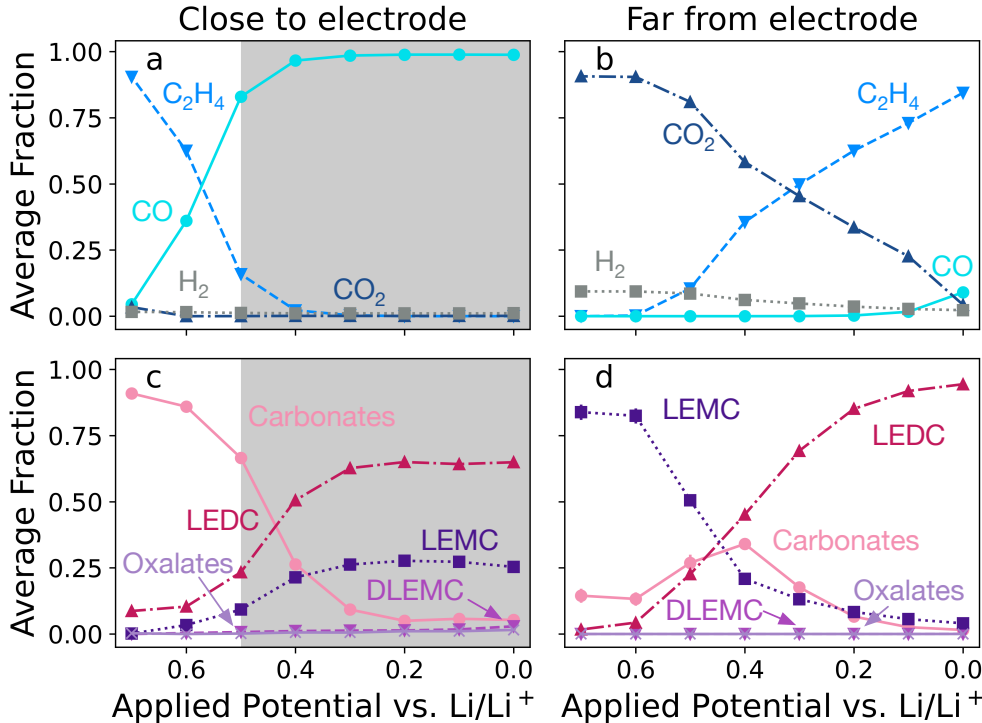 Close to electrode
Far from electrode
Average Fraction
1.00
0.75
0.50
0.25
0.00
a
C₂H₄
CO
H₂
CO₂
b
C₂H₄
CO₂
H₂
CO
Average Fraction
1.00
0.75
0.50
0.25
0.00
c
Carbonates
LEDC
LEMC
Oxalates
DLEMC
0.6 0.4 0.2 0.0
Applied Potential vs. Li/Li⁺
d
LEMC
LEDC
Carbonates
Oxalates
DLEMC
0.6 0.4 0.2 0.0
Applied Potential vs. Li/Li⁺